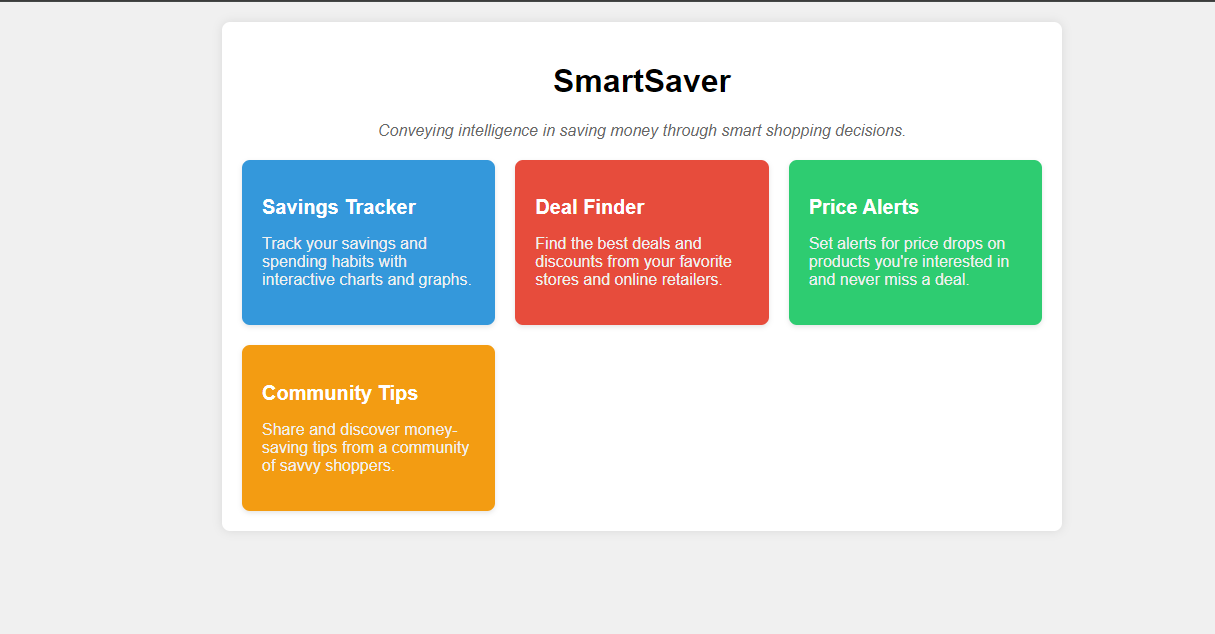 SmartSaver
Conveying intelligence in saving money through smart shopping decisions.
Savings Tracker
Track your savings and
spending habits with
interactive charts and graphs.
Deal Finder
Find the best deals and
discounts from your favorite
stores and online retailers.
Price Alerts
Set alerts for price drops on
products you're interested in
and never miss a deal.
Community Tips
Share and discover money-
saving tips from a community
of savvy shoppers.